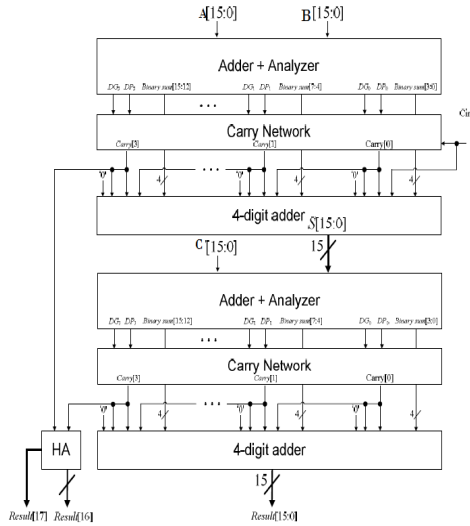 A[15:0] B[15:0]
Adder + Analyzer
DG3 DP3 Binary sum[15:12] DG1 DP1 Binary sum[7:4] DG0 DP0 Binary sum[3:0]
...
Cin
Carry Network
Carry[3] Carry[1] Carry[0]
'0' ... '0' '0'
4 4 4
4-digit adder
S[15:0]
C [15:0] 15
Adder + Analyzer
DG3 DP3 Binary sum[15:12] DG1 DP1 Binary sum[7:4] DG0 DP0 Binary sum[3:0]
...
Carry Network
Carry[3] Carry[1] Carry[0]
'0' ... '0' '0'
4 4 4
HA 4-digit adder
15
Result[17] Result[16] Result[15:0]